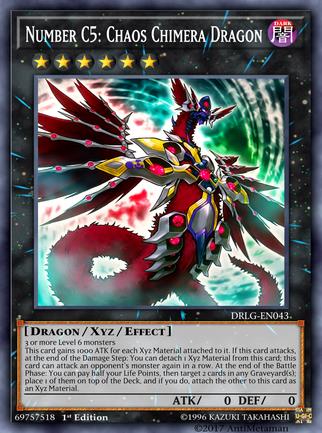 Number C5: Chaos Chimera Dragon
DARK
闇
DRLG-EN043
[Dragon / Xyz / Effect]
3 or more Level 6 monsters
This card gains 1000 ATK for each Xyz Material attached to it. If this card attacks,
at the end of the Damage Step: You can detach 1 Xyz Material from this card; this
card can attack an opponent's monster again in a row. At the end of the Battle
Phase: You can pay half your Life Points, then target 2 cards in any Graveyard(s);
place 1 of them on top of the Deck, and if you do, attach the other to this card as
an Xyz Material.
ATK/ 0 DEF/ 0
69757518 1st Edition ©1996 KAZUKI TAKAHASHI
©2017 AntiMetaman